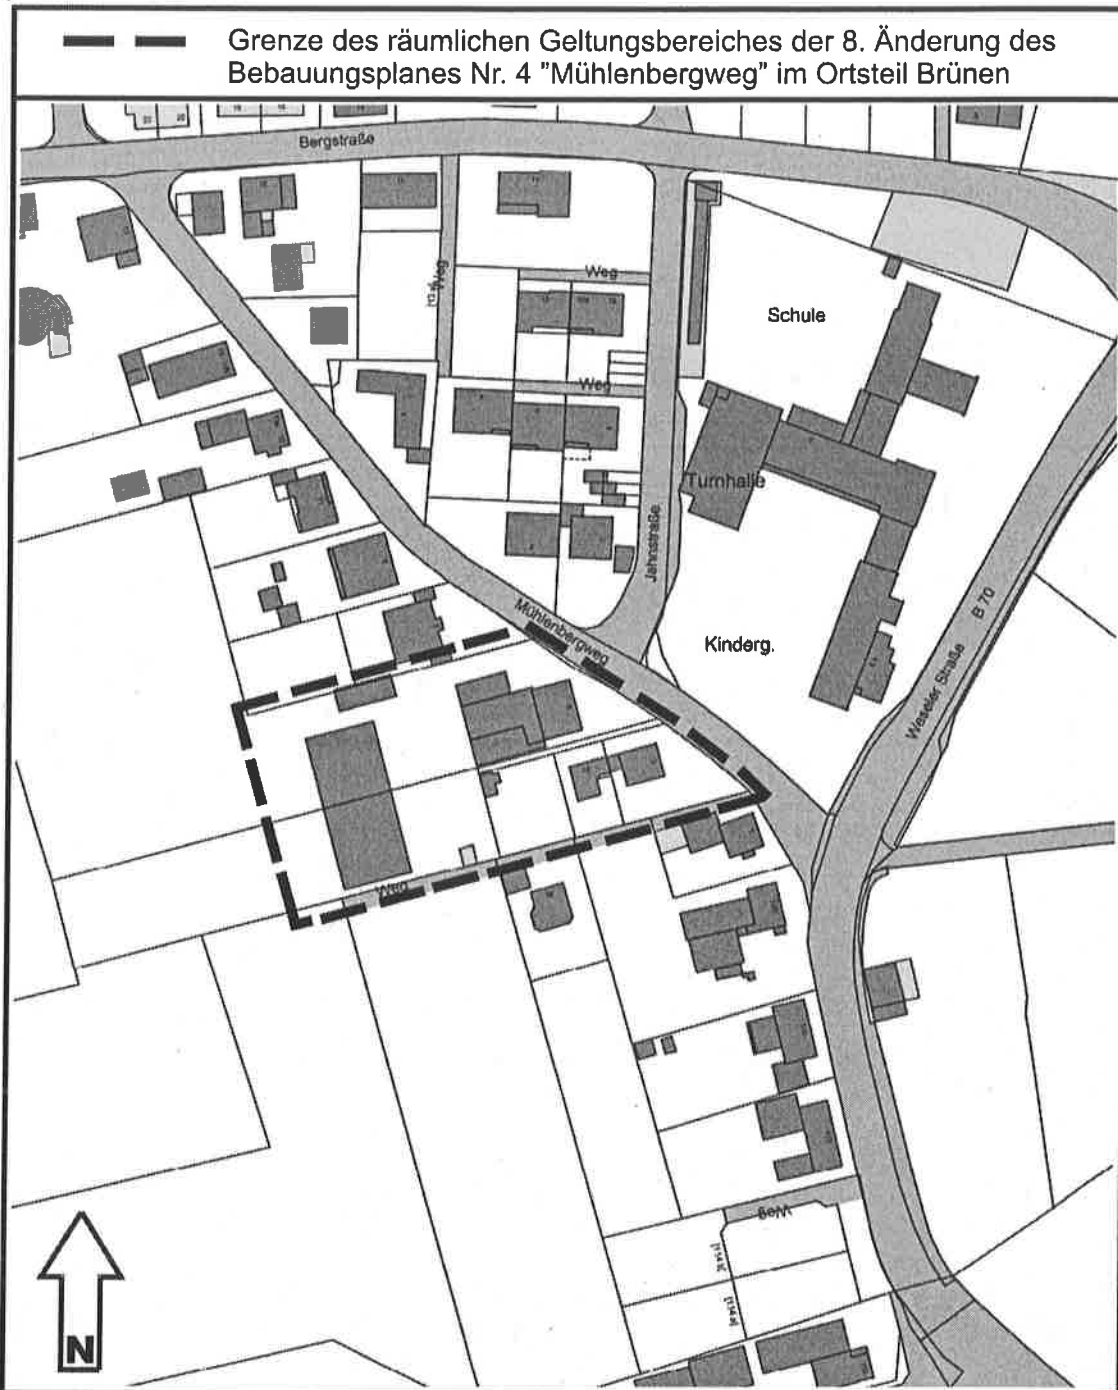 Grenze des räumlichen Geltungsbereiches der 8. Änderung des
Bebauungsplanes Nr. 4 "Mühlenbergweg" im Ortsteil Brünen
Bergstraße
Weg
Weg
Schule
Weg
Turnhalle
Jahnstraße
Mühlenbergweg
Kinderg.
B 70
Weseler Straße
Weg
Weg
N